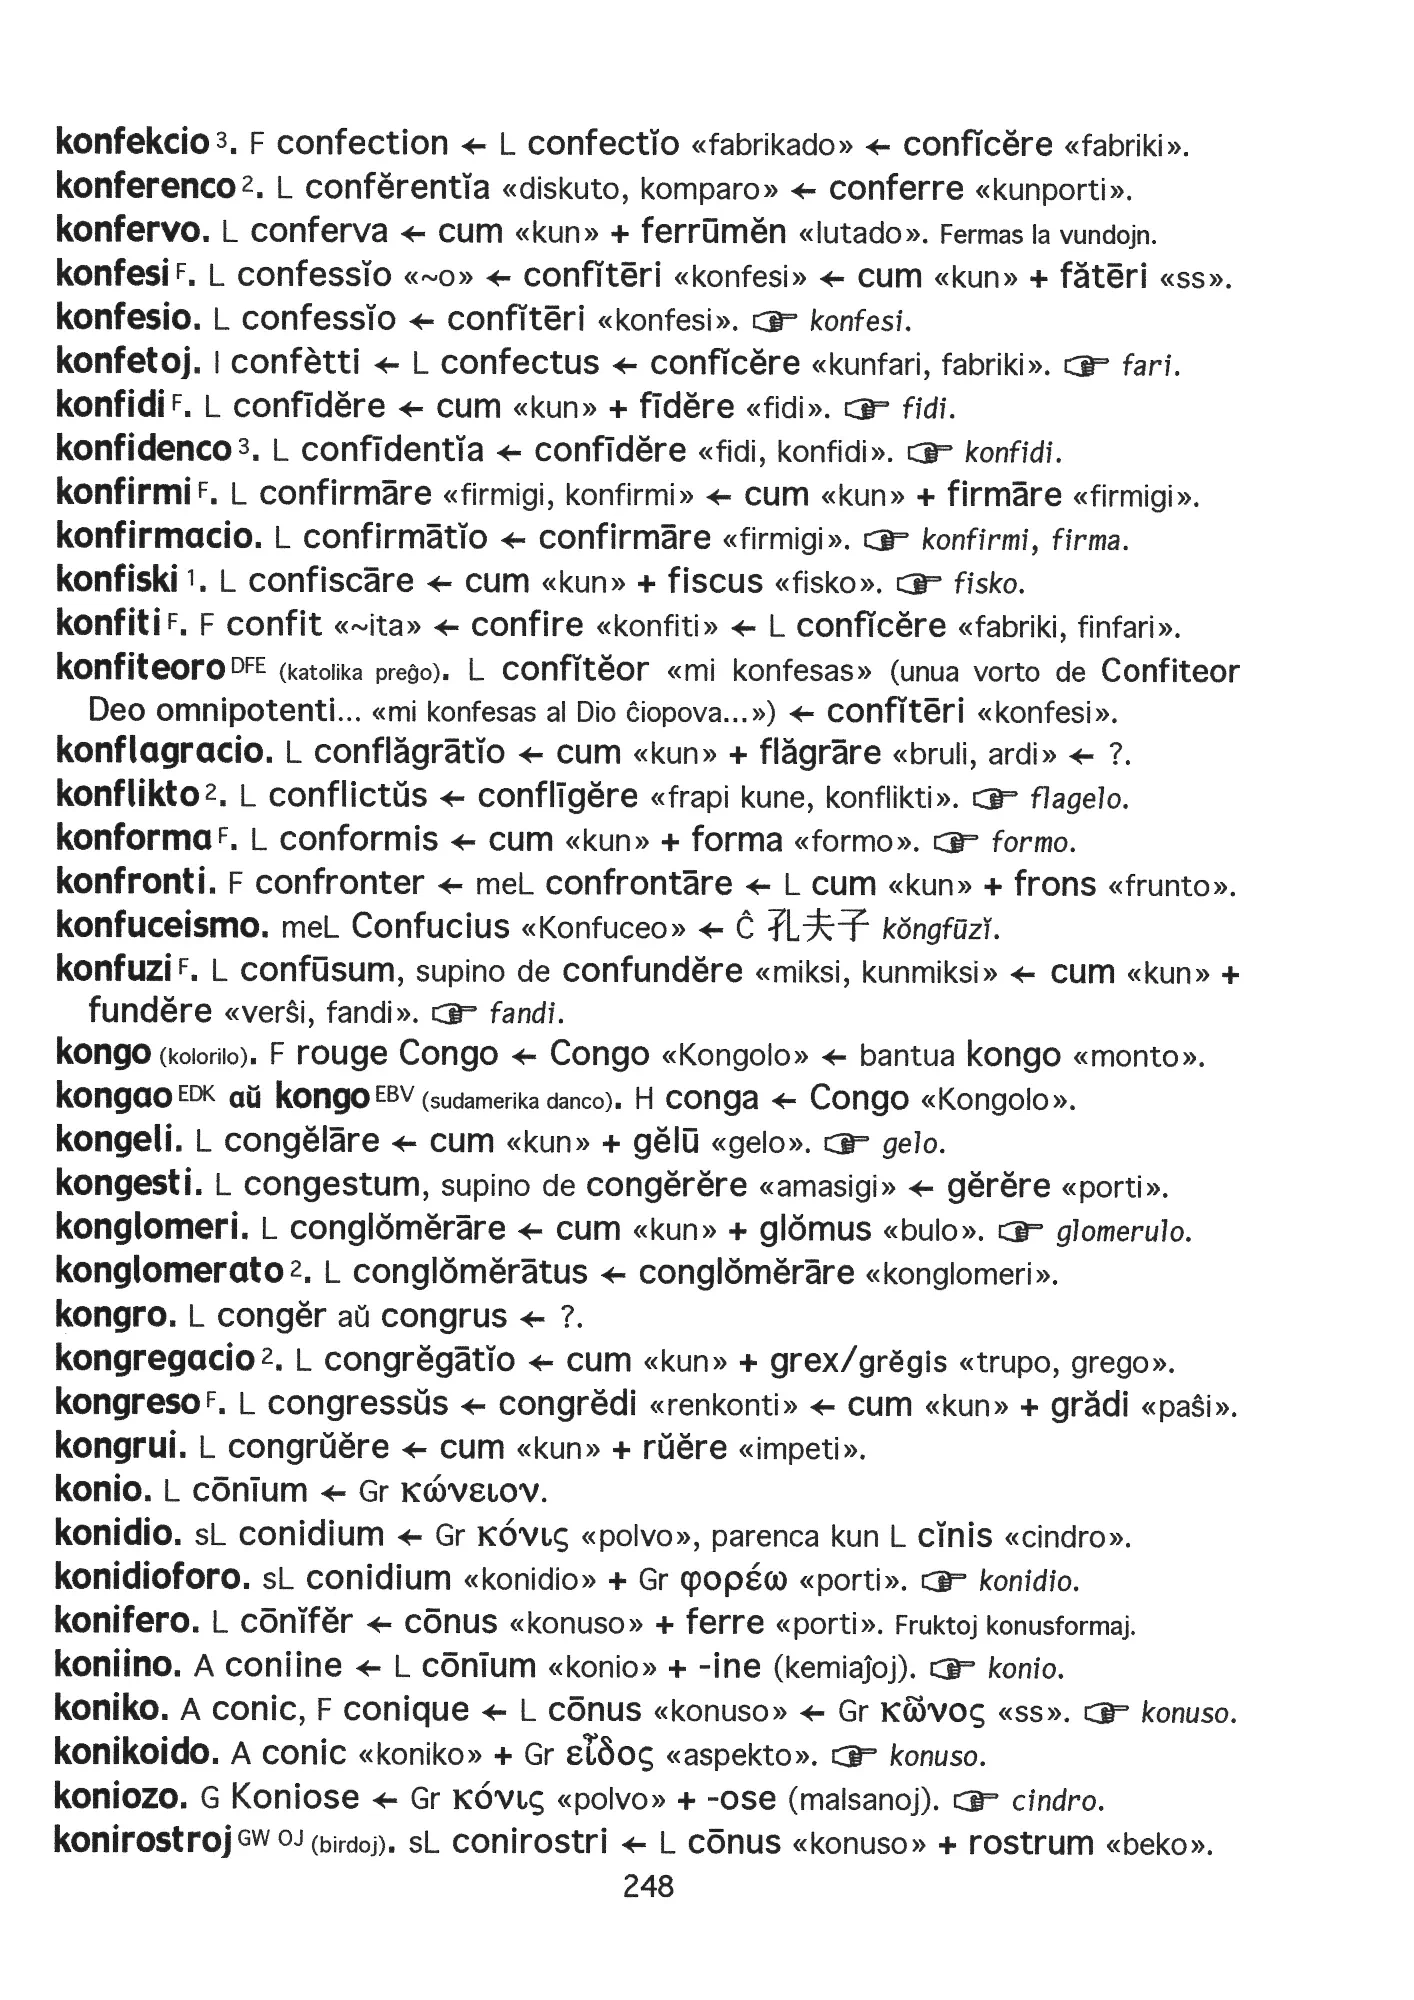 konfekcio 3. F confection ← L confectĭo «fabrikado» ← confĭcĕre «fabriki».
konferenco 2. L confĕrentĭa «diskuto, komparo» ← conferre «kunporti».
konfervo. L conferva ← cum «kun» + ferrūmĕn «lutado». Fermas la vundojn.
konfesi F. L confessĭo «~o» ← confĭtēri «konfesi» ← cum «kun» + fătēri «ss».
konfesio. L confessĭo ← confĭtēri «konfesi». ☞ konfesi.
konfetoj. I confètti ← L confectus ← confĭcĕre «kunfari, fabriki». ☞ fari.
konfidi F. L confīdĕre ← cum «kun» + fīdĕre «fidi». ☞ fidi.
konfidenco 3. L confīdentĭa ← confīdĕre «fidi, konfidi». ☞ konfidi.
konfirmi F. L confirmāre «firmigi, konfirmi» ← cum «kun» + firmāre «firmigi».
konfirmacio. L confirmātĭo ← confirmāre «firmigi». ☞ konfirmi, firma.
konfiski 1. L confiscāre ← cum «kun» + fiscus «fisko». ☞ fisko.
konfiti F. F confit «~ita» ← confire «konfiti» ← L confĭcĕre «fabriki, finfari».
konfiteoro DFE (katolika preĝo). L confĭtĕor «mi konfesas» (unua vorto de Confiteor
Deo omnipotenti... «mi konfesas al Dio ĉiopova...») ← confĭtēri «konfesi».
konflagracio. L conflăgrātĭo ← cum «kun» + flăgrāre «bruli, ardi» ← ?.
konflikto 2. L conflictŭs ← conflīgĕre «frapi kune, konflikti». ☞ flagelo.
konforma F. L conformis ← cum «kun» + forma «formo». ☞ formo.
konfronti. F confronter ← meL confrontāre ← L cum «kun» + frons «frunto».
konfuceismo. meL Confucius «Konfuceo» ← Ĉ 孔夫子 kǒngfūzǐ.
konfuzi F. L confūsum, supino de confundĕre «miksi, kunmiksi» ← cum «kun» +
fundĕre «verŝi, fandi». ☞ fandi.
kongo (kolorilo). F rouge Congo ← Congo «Kongolo» ← bantua kongo «monto».
kongao EDK aŭ kongo EBV (sudamerika danco). H conga ← Congo «Kongolo».
kongeli. L congĕlāre ← cum «kun» + gĕlū «gelo». ☞ gelo.
kongesti. L congestum, supino de congĕrĕre «amasigi» ← gĕrĕre «porti».
konglomeri. L conglŏmĕrāre ← cum «kun» + glŏmus «bulo». ☞ glomerulo.
konglomerato 2. L conglŏmĕrātus ← conglŏmĕrāre «konglomeri».
kongro. L congĕr aŭ congrus ← ?.
kongregacio 2. L congrĕgātĭo ← cum «kun» + grex/grĕgis «trupo, grego».
kongreso F. L congressŭs ← congrĕdi «renkonti» ← cum «kun» + grădi «paŝi».
kongrui. L congrŭĕre ← cum «kun» + rŭĕre «impeti».
konio. L cōnīum ← Gr κώνειον.
konidio. sL conidium ← Gr κόνις «polvo», parenca kun L cĭnis «cindro».
konidioforo. sL conidium «konidio» + Gr φορέω «porti». ☞ konidio.
konifero. L cōnĭfĕr ← cōnus «konuso» + ferre «porti». Fruktoj konusformaj.
koniino. A coniine ← L cōnīum «konio» + -ine (kemiaĵoj). ☞ konio.
koniko. A conic, F conique ← L cōnus «konuso» ← Gr κῶνος «ss». ☞ konuso.
konikoido. A conic «koniko» + Gr εἶδος «aspekto». ☞ konuso.
koniozo. G Koniose ← Gr κόνις «polvo» + -ose (malsanoj). ☞ cindro.
konirostroj GW OJ (birdoj). sL conirostri ← L cōnus «konuso» + rostrum «beko».
248